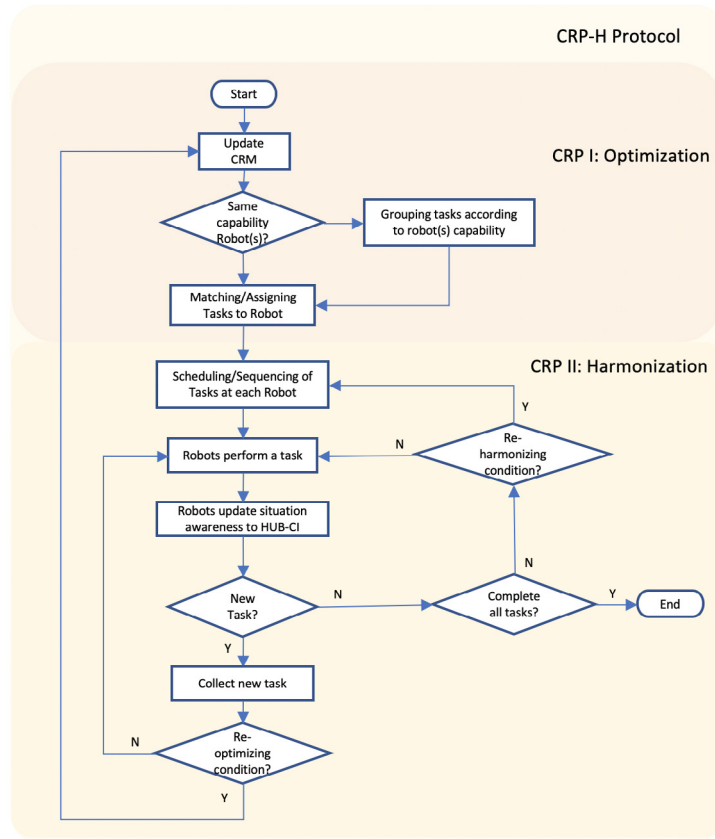 CRP-H Protocol
Start
CRP I: Optimization
Update
CRM
Same
capability
Robot(s)?
Grouping tasks according
to robot(s) capability
Matching/Assigning
Tasks to Robot
CRP II: Harmonization
Scheduling/Sequencing of
Tasks at each Robot
Y
Re-
harmonizing
condition?
N
Robots perform a task
Robots update situation
awareness to HUB-CI
N
New
Task?
N
Complete
all tasks?
Y
End
Y
Collect new task
Re-
optimizing
condition?
N
Y